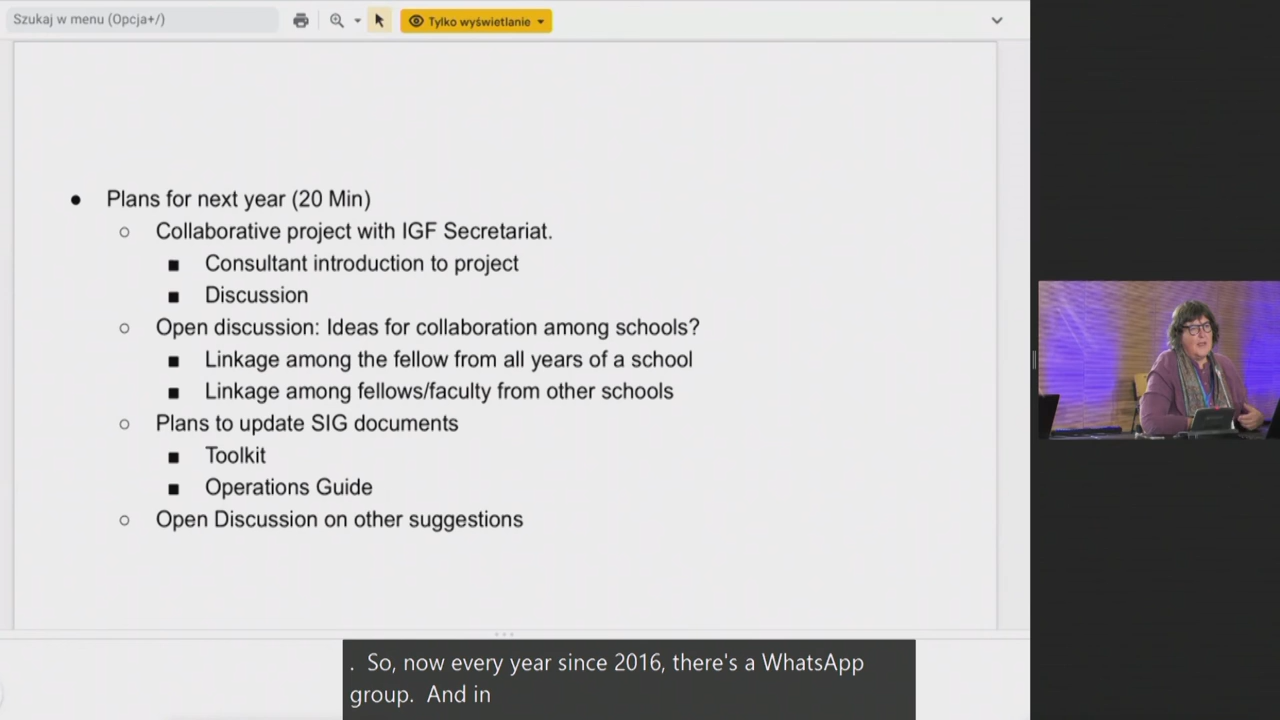 Szukaj w menu (Opcja+/)
Tylko wyświetlanie
● Plans for next year (20 Min)
○ Collaborative project with IGF Secretariat.
■ Consultant introduction to project
■ Discussion
○ Open discussion: Ideas for collaboration among schools?
■ Linkage among the fellow from all years of a school
■ Linkage among fellows/faculty from other schools
○ Plans to update SIG documents
■ Toolkit
■ Operations Guide
○ Open Discussion on other suggestions
. So, now every year since 2016, there's a WhatsApp
group. And in